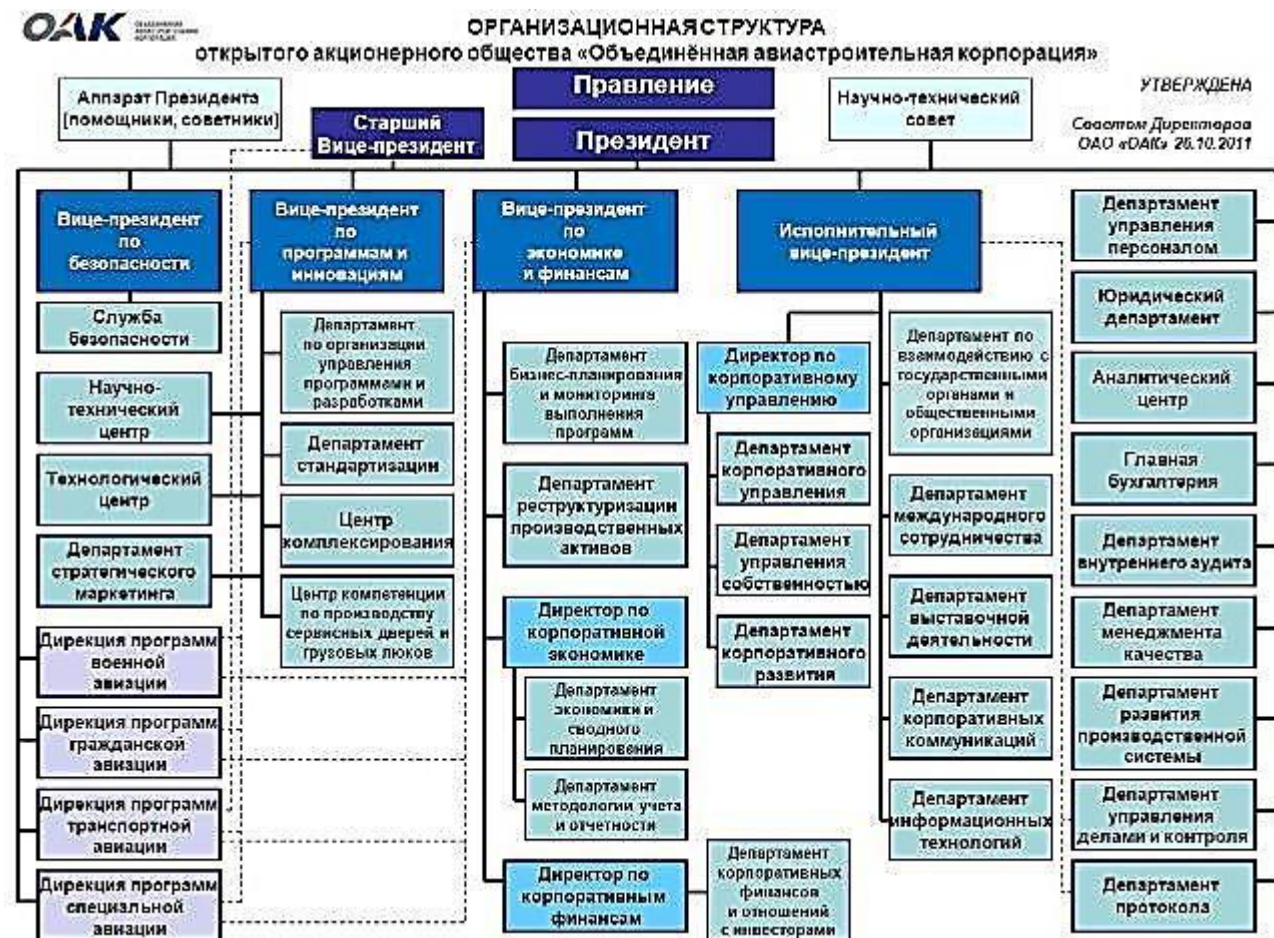 ОАК
ОРГАНИЗАЦИОННАЯ СТРУКТУРА
открытого акционерного общества «Объединённая авиастроительная корпорация»
УТВЕРЖДЕНА
Советом Директоров
ОАО «ОАК» 26.10.2011
Аппарат Президента
(помощники, советники)
Старший
Вице-президент
Правление
Президент
Научно-технический
совет
Вице-президент
по
безопасности
Служба
безопасности
Научно-
технический
центр
Технологический
центр
Департамент
стратегического
маркетинга
Дирекция программ
военной
авиации
Дирекция программ
гражданской
авиации
Дирекция программ
транспортной
авиации
Дирекция программ
специальной
авиации
Вице-президент
по
программам и
инновациям
Департамент
по организации
управления
программами и
разработками
Департамент
стандартизации
Центр
комплексирования
Центр компетенции
по производству
сервисных дверей и
грузовых люков
Вице-президент
по
экономике
и финансам
Департамент
бизнес-планирования
и мониторинга
выполнения
программ
Департамент
реструктуризации
производственных
активов
Директор по
корпоративной
экономике
Департамент
экономики и
сводного
планирования
Департамент
методологии учета
и отчетности
Директор по
корпоративным
финансам
Департамент
корпоративных
финансов
и отношений
с инвесторами
Исполнительный
вице-президент
Директор по
корпоративному
управлению
Департамент
корпоративного
управления
Департамент
управления
собственностью
Департамент
корпоративного
развития
Департамент по
взаимодействию с
государственными
органами и
общественными
организациями
Департамент
международного
сотрудничества
Департамент
выставочной
деятельности
Департамент
корпоративных
коммуникаций
Департамент
информационных
технологий
Департамент
управления
персоналом
Юридический
департамент
Аналитический
центр
Главная
бухгалтерия
Департамент
внутреннего аудита
Департамент
менеджмента
качества
Департамент
развития
производственной
системы
Департамент
управления
делами и контроля
Департамент
протокола